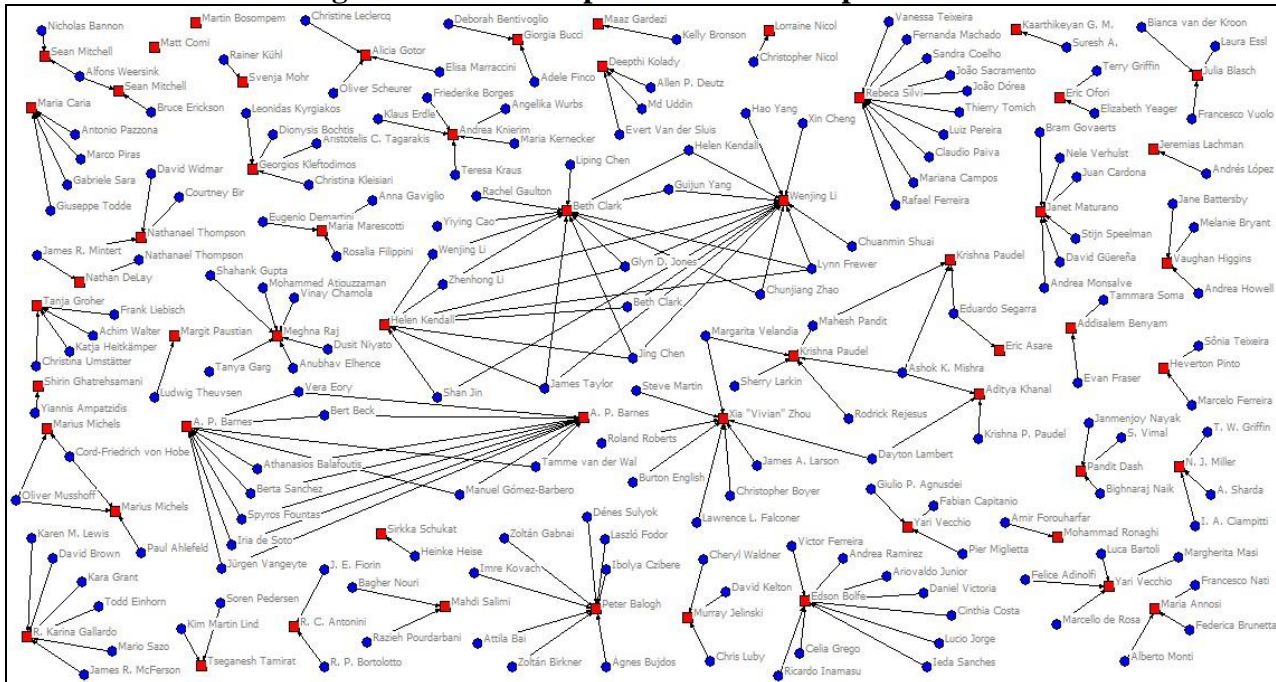 Nicholas Bannon
Martin Bosompem
Christine Leclercq
Deborah Bentivoglio
Maaz Gardezi
Lorraine Nicol
Vanessa Teixeira
Kaarthikeyan G. M.
Bianca van der Kroon
Matt Comi
Giorgia Bucci
Fernanda Machado
Laura Essl
Sean Mitchell
Rainer Kühl
Alicia Gotor
Kelly Bronson
Sandra Coelho
Suresh A.
Alfons Weersink
Elisa Marraccini
Deepthi Kolady
Christopher Nicol
João Sacramento
Terry Griffin
Julia Blasch
Sean Mitchell
Svenja Mohr
Oliver Scheurer
Adele Finco
Allen P. Deutz
João Dórea
Maria Caria
Bruce Erickson
Leonidas Kyrgiakos
Friederike Borges
Angelika Wurbs
Md Uddin
Hao Yang
Rebeca Silvi
Eric Ofori
Elizabeth Yeager
Francesco Vuolo
Klaus Erdle
Xin Cheng
Thierry Tomich
Antonio Pazzona
Dionysis Bochtis
Andrea Knierim
Evert Van der Sluis
Luiz Pereira
Bram Govaerts
Marco Piras
Aristotelis C. Tagarakis
Maria Kernecker
Helen Kendall
Claudio Paiva
Nele Verhulst
Jeremias Lachman
David Widmar
Georgios Kleftodimos
Liping Chen
Juan Cardona
Andrés López
Gabriele Sara
Christina Kleisiari
Teresa Kraus
Guijun Yang
Mariana Campos
Courtney Bir
Anna Gaviglio
Rachel Gaulton
Wenjing Li
Giuseppe Todde
Beth Clark
Rafael Ferreira
Janet Maturano
Jane Battersby
Eugenio Demartini
Yiying Cao
Melanie Bryant
Nathanael Thompson
Maria Marescotti
Stijn Speelman
James R. Mintert
Rosalia Filippini
Wenjing Li
Chuanmin Shuai
Nathanael Thompson
Glyn D. Jones
Lynn Frewer
Krishna Paudel
David Güereña
Vaughan Higgins
Nathan DeLay
Shahank Gupta
Zhenhong Li
Chunjiang Zhao
Andrea Monsalve
Andrea Howell
Mohammed Atiquzzaman
Tanja Groher
Vinay Chamola
Beth Clark
Eduardo Segarra
Tammara Soma
Frank Liebisch
Helen Kendall
Mahesh Pandit
Achim Walter
Margit Paustian
Meghna Raj
Margarita Velandia
Addisalem Benyam
Sônia Teixeira
Katja Heitkämper
Dusit Niyato
Krishna Paudel
Eric Asare
Christina Umstätter
Tanya Garg
Anubhav Elhence
Jing Chen
Ashok K. Mishra
Heverton Pinto
Shirin Ghatrehsamani
Vera Eory
Shan Jin
James Taylor
Steve Martin
Sherry Larkin
Aditya Khanal
Evan Fraser
Ludwig Theuvsen
Marcelo Ferreira
Yiannis Ampatzidis
Bert Beck
A. P. Barnes
Xia "Vivian" Zhou
Rodrick Rejesus
Marius Michels
A. P. Barnes
Krishna P. Paudel
Janmenjoy Nayak
T. W. Griffin
Cord-Friedrich von Hobe
Roland Roberts
S. Vimal
Athanasios Balafoutis
Tamme van der Wal
James A. Larson
Dayton Lambert
N. J. Miller
Oliver Musshoff
Berta Sanchez
Manuel Gómez-Barbero
Burton English
Pandit Dash
Marius Michels
Christopher Boyer
Giulio P. Agnusdei
Bighnaraj Naik
A. Sharda
Spyros Fountas
Fabian Capitanio
Karen M. Lewis
Iria de Soto
Sirkka Schukat
Dénes Sulyok
Lawrence L. Falconer
Yari Vecchio
Amir Forouharfar
I. A. Ciampitti
Paul Ahlefeld
Zoltán Gabnai
Laszló Fodor
Victor Ferreira
Mohammad Ronaghi
David Brown
Jürgen Vangeyte
Heinke Heise
Cheryl Waldner
Andrea Ramirez
Pier Miglietta
Luca Bartoli
Margherita Masi
Kara Grant
J. E. Fiorin
Imre Kovach
Ibolya Czibere
Ariovaldo Junior
Felice Adinolfi
Bagher Nouri
David Kelton
Daniel Victoria
Yari Vecchio
Francesco Nati
Todd Einhorn
Soren Pedersen
Mahdi Salimi
Peter Balogh
Edson Bolfe
Cinthia Costa
Maria Annosi
R. Karina Gallardo
Kim Martin Lind
R. C. Antonini
Murray Jelinski
Marcello de Rosa
Federica Brunetta
Mario Sazo
Razieh Pourdarbani
Attila Bai
Lucio Jorge
James R. McFerson
Tseganesh Tamirat
R. P. Bortolotto
Zoltán Birkner
Agnes Bujdos
Chris Luby
Celia Grego
Ricardo Inamasu
Ieda Sanches
Alberto Monti